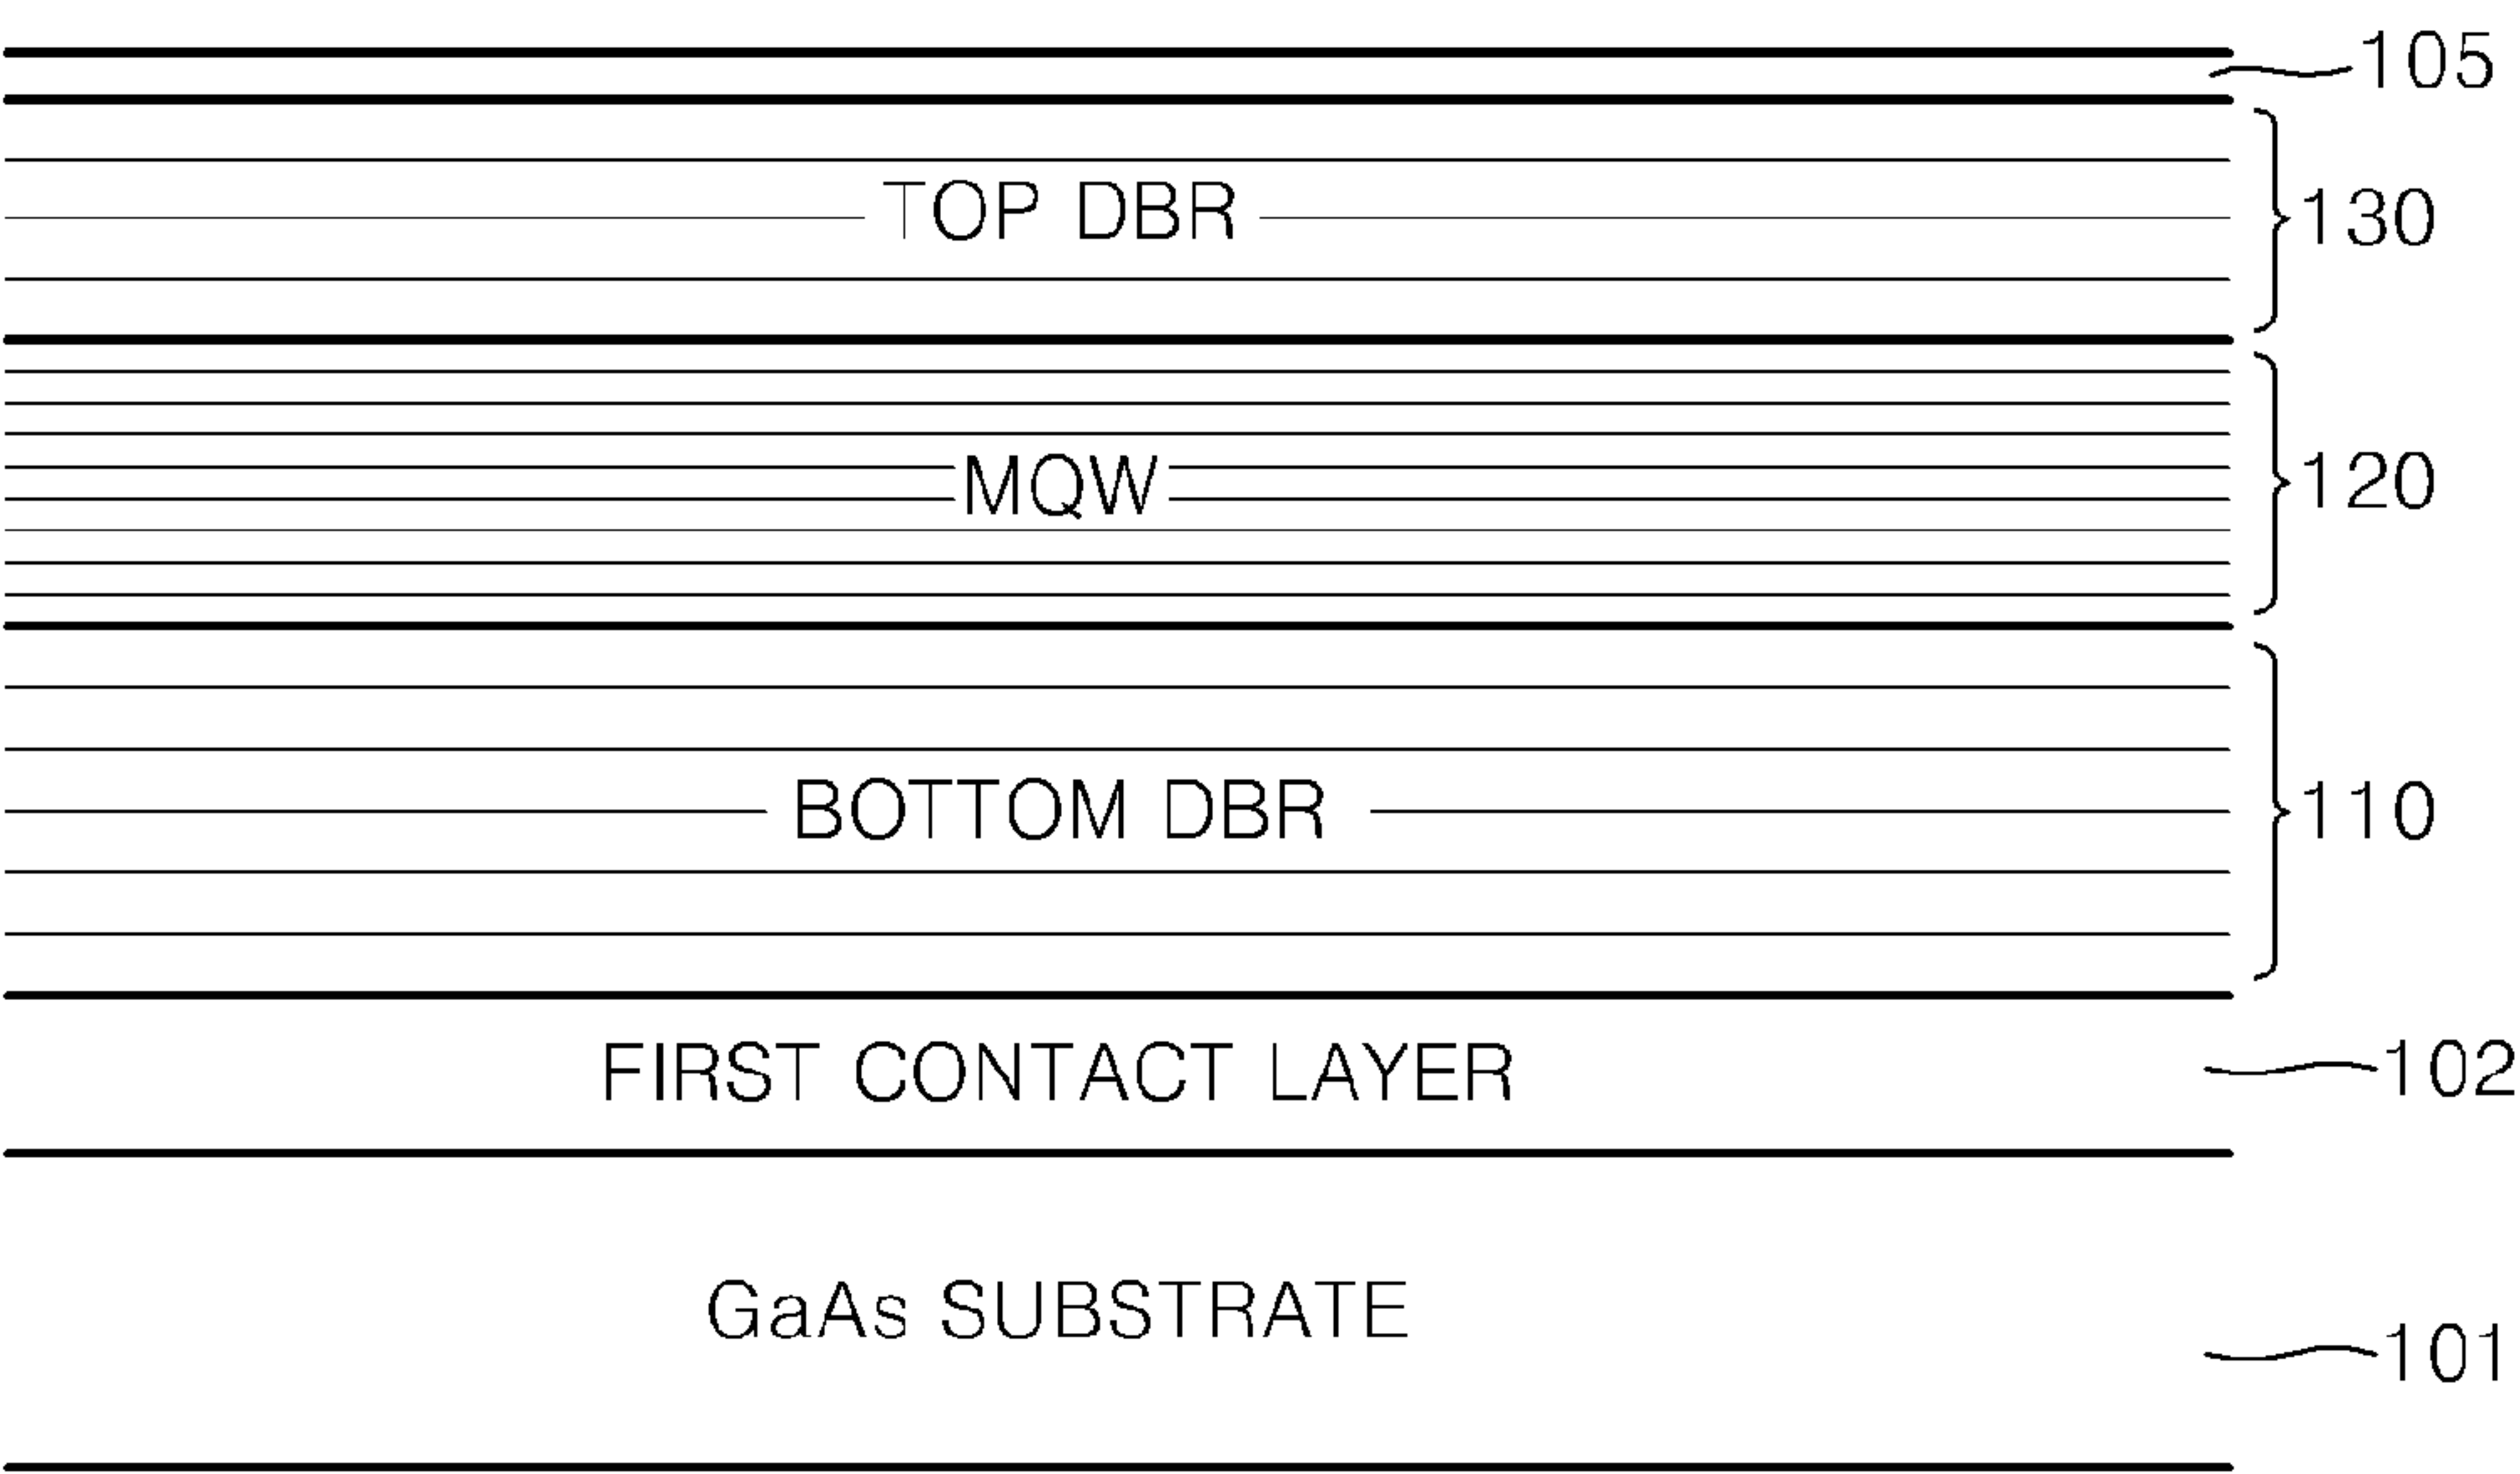 105
TOP DBR 130
MQW 120
BOTTOM DBR 110
FIRST CONTACT LAYER 102
GaAs SUBSTRATE
101